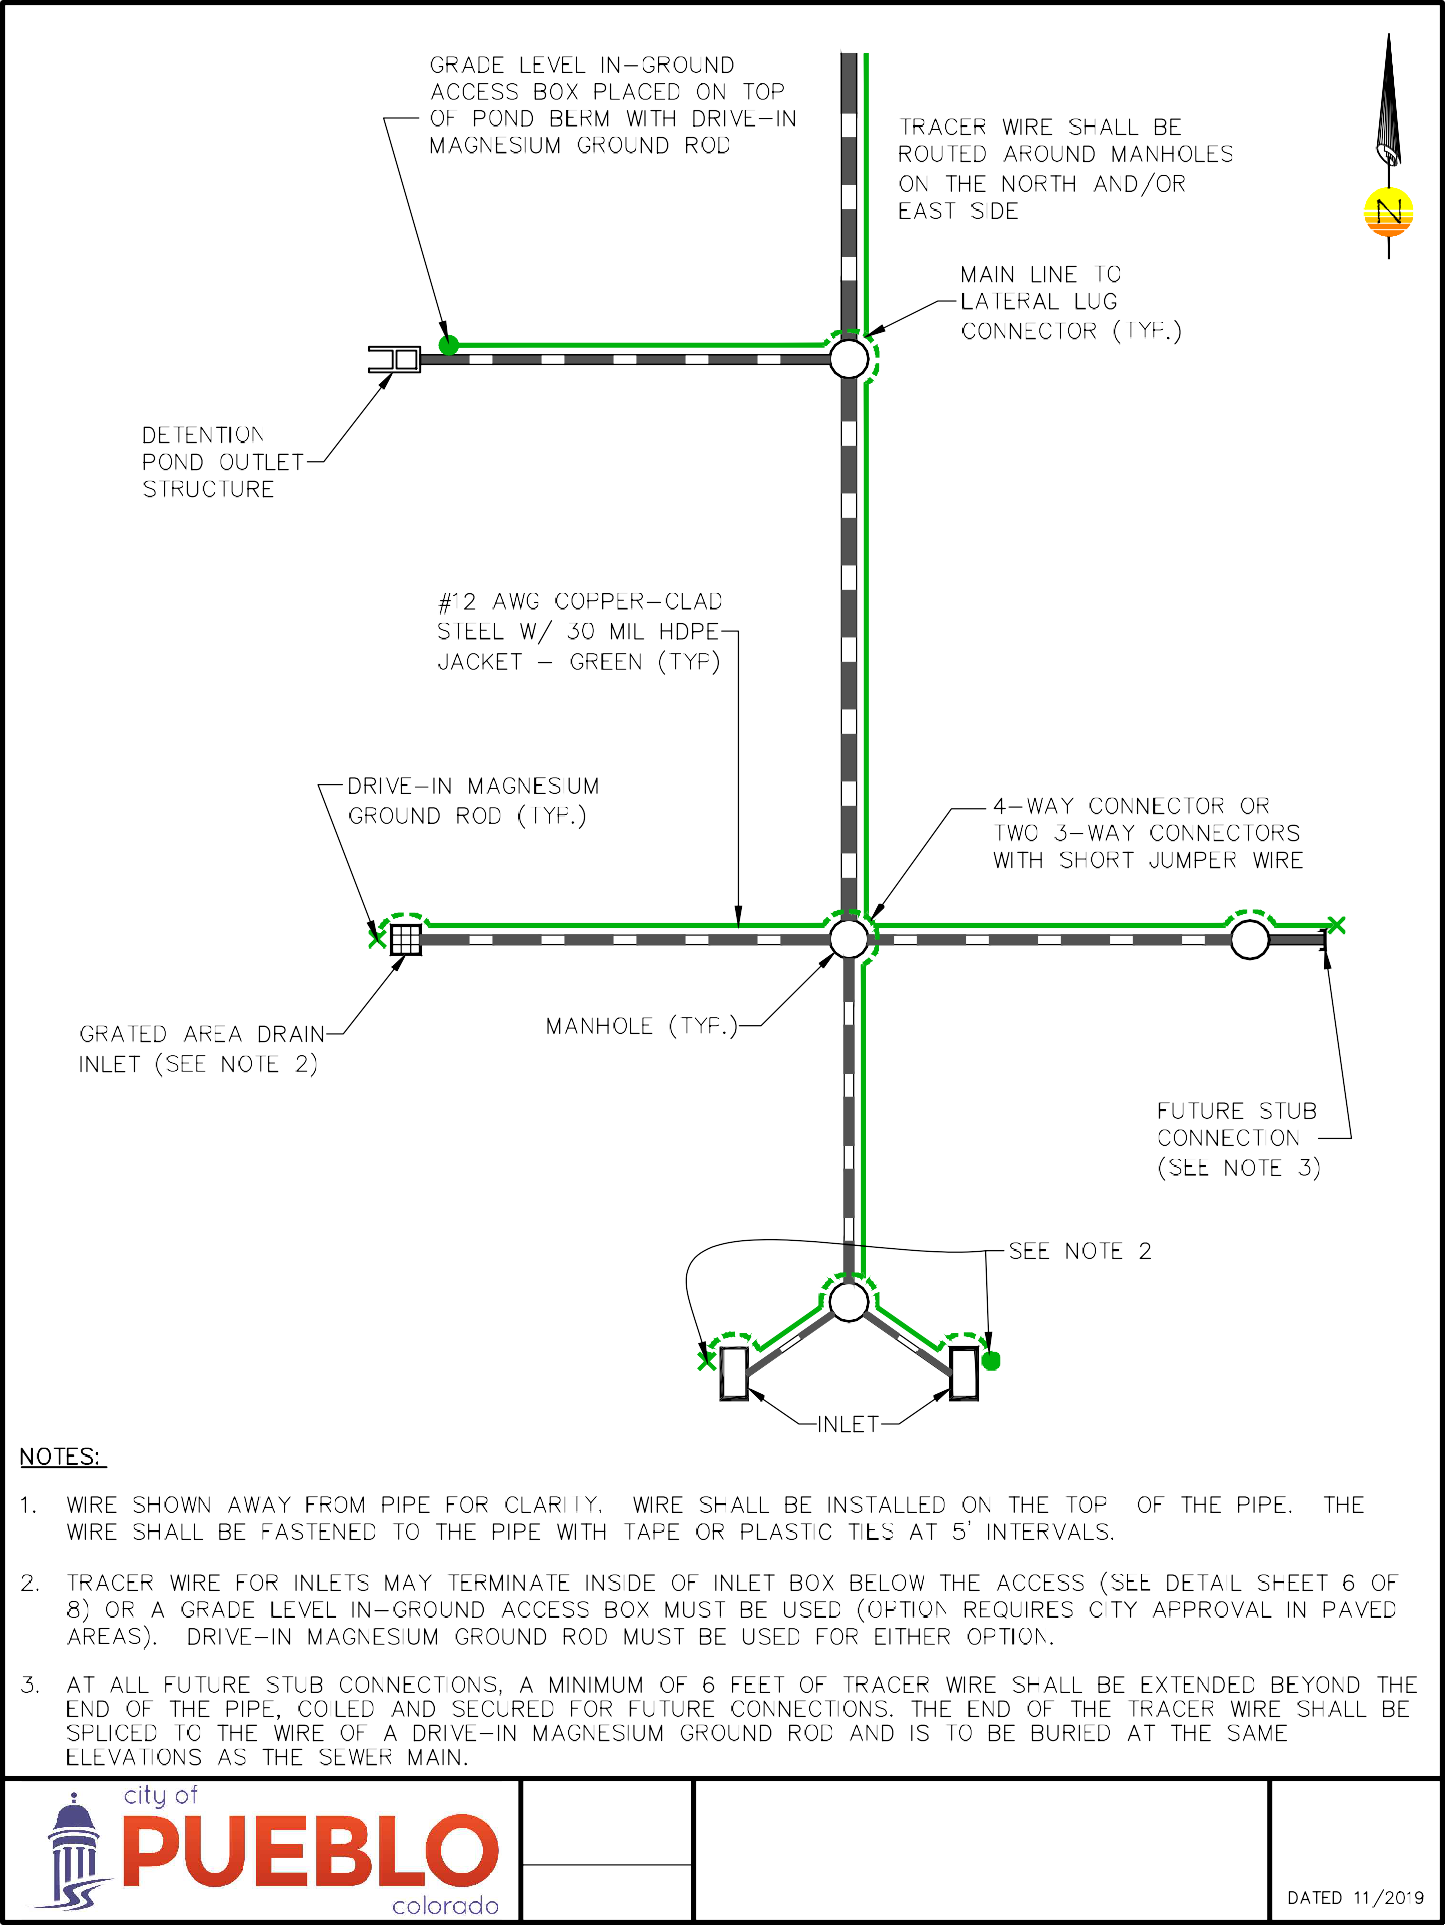 GRADE LEVEL IN-GROUND
ACCESS BOX PLACED ON TOP
OF POND BERM WITH DRIVE-IN
MAGNESIUM GROUND ROD
TRACER WIRE SHALL BE
ROUTED AROUND MANHOLES
ON THE NORTH AND/OR
EAST SIDE
N
MAIN LINE TO
LATERAL LUG
CONNECTOR (TYP.)
DETENTION
POND OUTLET
STRUCTURE
#12 AWG COPPER-CLAD
STEEL W/ 30 MIL HDPE
JACKET - GREEN (TYP)
DRIVE-IN MAGNESIUM
GROUND ROD (TYP.)
4-WAY CONNECTOR OR
TWO 3-WAY CONNECTORS
WITH SHORT JUMPER WIRE
GRATED AREA DRAIN
INLET (SEE NOTE 2)
MANHOLE (TYP.)
FUTURE STUB
CONNECTION
(SEE NOTE 3)
SEE NOTE 2
INLET
NOTES:
1. WIRE SHOWN AWAY FROM PIPE FOR CLARITY. WIRE SHALL BE INSTALLED ON THE TOP OF THE PIPE. THE
WIRE SHALL BE FASTENED TO THE PIPE WITH TAPE OR PLASTIC TIES AT 5' INTERVALS.
2. TRACER WIRE FOR INLETS MAY TERMINATE INSIDE OF INLET BOX BELOW THE ACCESS (SEE DETAIL SHEET 6 OF
8) OR A GRADE LEVEL IN-GROUND ACCESS BOX MUST BE USED (OPTION REQUIRES CITY APPROVAL IN PAVED
AREAS). DRIVE-IN MAGNESIUM GROUND ROD MUST BE USED FOR EITHER OPTION.
3. AT ALL FUTURE STUB CONNECTIONS, A MINIMUM OF 6 FEET OF TRACER WIRE SHALL BE EXTENDED BEYOND THE
END OF THE PIPE, COILED AND SECURED FOR FUTURE CONNECTIONS. THE END OF THE TRACER WIRE SHALL BE
SPLICED TO THE WIRE OF A DRIVE-IN MAGNESIUM GROUND ROD AND IS TO BE BURIED AT THE SAME
ELEVATIONS AS THE SEWER MAIN.
city of
PUEBLO
colorado
DATED 11/2019